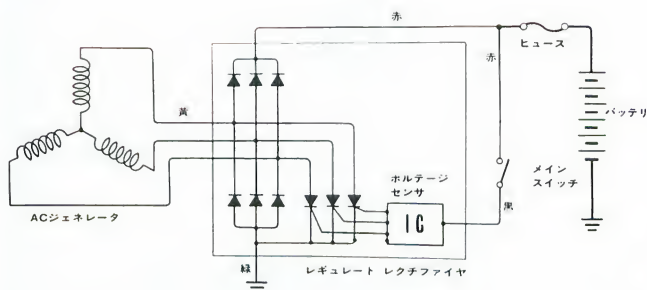 赤
ヒューズ
赤
黄
バッテリ
ボルテージ
センサ
メイン
スイッチ
IC
黒
ACジェネレータ
緑
レギュレート レクチファイヤ